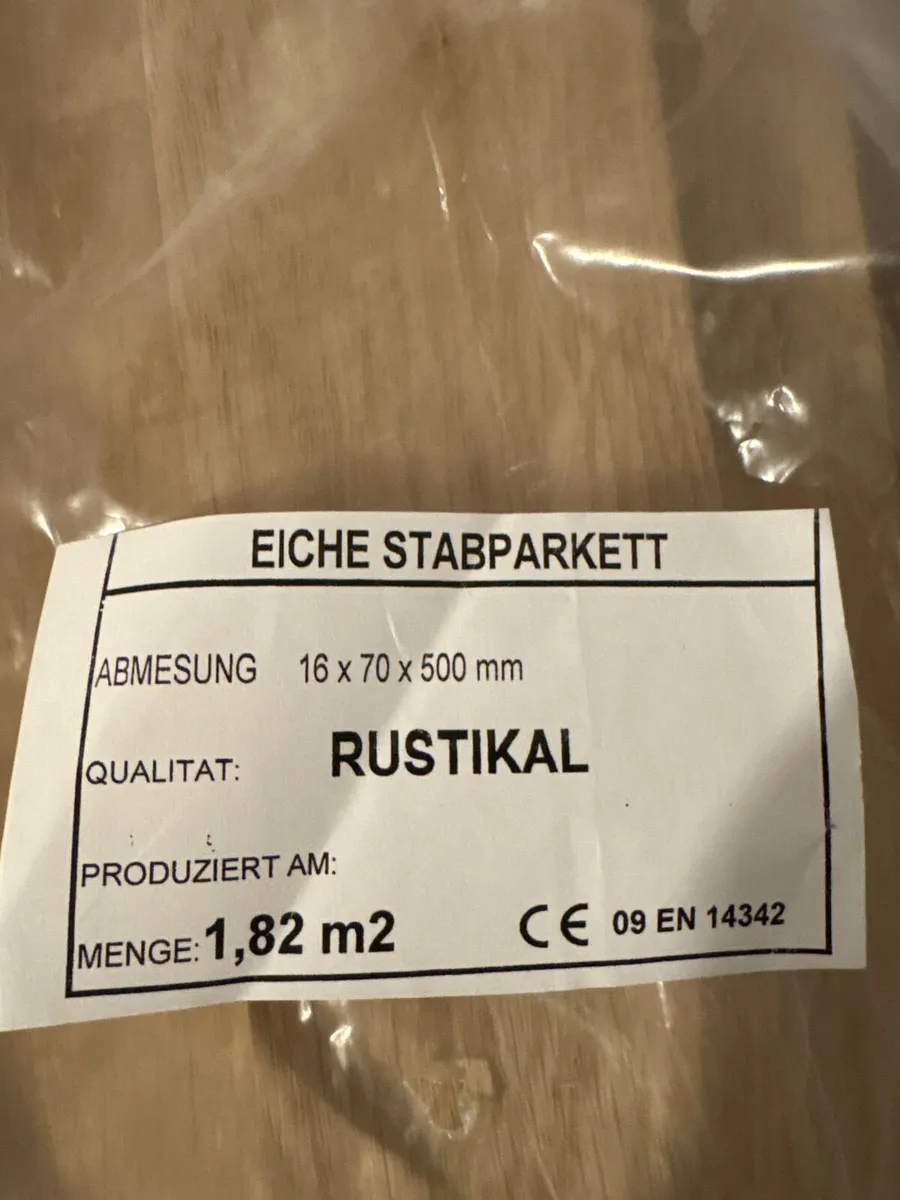 EICHE STABPARKETT
ABMESUNG 16 x 70 x 500 mm
QUALITAT: RUSTIKAL
PRODUZIERT AM:
MENGE: 1,82 m2 CE 09 EN 14342